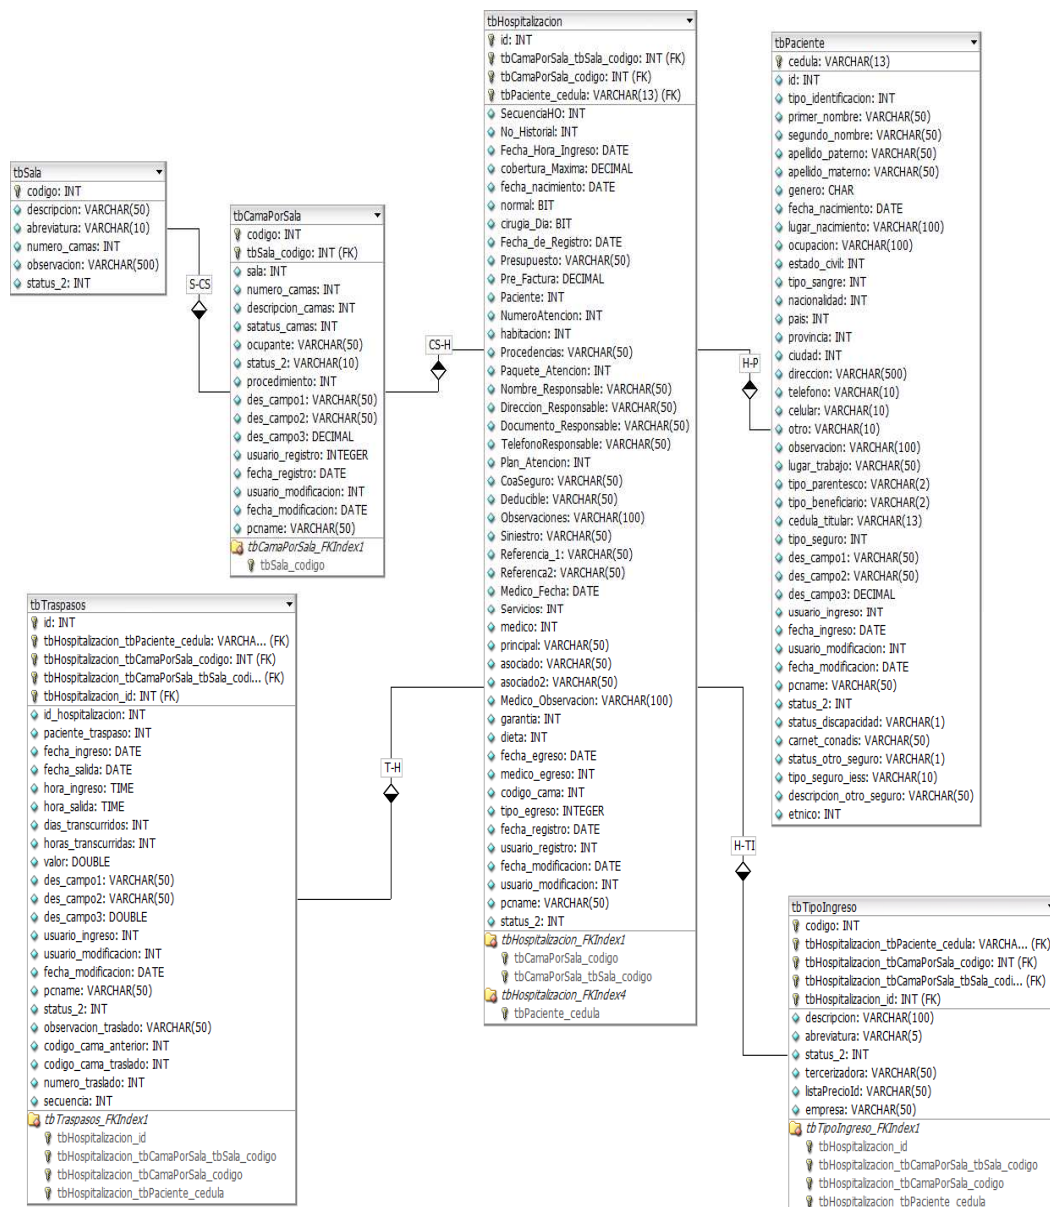 tbSala
codigo: INT
descripcion: VARCHAR(50)
abreviatura: VARCHAR(10)
numero_camas: INT
observacion: VARCHAR(500)
status_2: INT
S-CS
tbCamaPorSala
codigo: INT
tbSala_codigo: INT (FK)
sala: INT
numero_camas: INT
descripcion_camas: INT
satatus_camas: INT
ocupante: VARCHAR(50)
status_2: VARCHAR(10)
procedimiento: INT
des_campo1: VARCHAR(50)
des_campo2: VARCHAR(50)
des_campo3: DECIMAL
usuario_registro: INTEGER
fecha_registro: DATE
usuario_modificacion: INT
fecha_modificacion: DATE
pcname: VARCHAR(50)
tbCamaPorSala_FKIndex1
tbSala_codigo
CS-H
tbHospitalizacion
id: INT
tbCamaPorSala_tbSala_codigo: INT (FK)
tbCamaPorSala_codigo: INT (FK)
tbPaciente_cedula: VARCHAR(13) (FK)
SecuenciaHO: INT
No_Historial: INT
Fecha_Hora_Ingreso: DATE
cobertura_Maxima: DECIMAL
fecha_nacimiento: DATE
normal: BIT
cirugia_Dia: BIT
Fecha_de_Registro: DATE
Presupuesto: VARCHAR(50)
Pre_Factura: DECIMAL
Paciente: INT
NumeroAtencion: INT
habitacion: INT
Procedencias: VARCHAR(50)
Paquete_Atencion: INT
Nombre_Responsable: VARCHAR(50)
Direccion_Responsable: VARCHAR(50)
Documento_Responsable: VARCHAR(50)
TelefonoResponsable: VARCHAR(50)
Plan_Atencion: INT
CoaSeguro: VARCHAR(50)
Deducible: VARCHAR(50)
Observaciones: VARCHAR(100)
Siniestro: VARCHAR(50)
Referencia_1: VARCHAR(50)
Referenca2: VARCHAR(50)
Medico_Fecha: DATE
Servicios: INT
medico: INT
principal: VARCHAR(50)
asociado: VARCHAR(50)
asociado2: VARCHAR(50)
Medico_Observacion: VARCHAR(100)
garantia: INT
dieta: INT
fecha_egreso: DATE
medico_egreso: INT
codigo_cama: INT
tipo_egreso: INTEGER
fecha_registro: DATE
usuario_registro: INT
fecha_modificacion: DATE
usuario_modificacion: INT
pcname: VARCHAR(50)
status_2: INT
tbHospitalizacion_FKIndex1
tbCamaPorSala_codigo
tbCamaPorSala_tbSala_codigo
tbHospitalizacion_FKIndex4
tbPaciente_cedula
H-P
tbPaciente
cedula: VARCHAR(13)
id: INT
tipo_identificacion: INT
primer_nombre: VARCHAR(50)
segundo_nombre: VARCHAR(50)
apellido_paterno: VARCHAR(50)
apellido_materno: VARCHAR(50)
genero: CHAR
fecha_nacimiento: DATE
lugar_nacimiento: VARCHAR(100)
ocupacion: VARCHAR(100)
estado_civil: INT
tipo_sangre: INT
nacionalidad: INT
pais: INT
provincia: INT
ciudad: INT
direccion: VARCHAR(500)
telefono: VARCHAR(10)
celular: VARCHAR(10)
otro: VARCHAR(10)
observacion: VARCHAR(100)
lugar_trabajo: VARCHAR(50)
tipo_parentesco: VARCHAR(2)
tipo_beneficiario: VARCHAR(2)
cedula_titular: VARCHAR(13)
tipo_seguro: INT
des_campo1: VARCHAR(50)
des_campo2: VARCHAR(50)
des_campo3: DECIMAL
usuario_ingreso: INT
fecha_ingreso: DATE
usuario_modificacion: INT
fecha_modificacion: DATE
pcname: VARCHAR(50)
status_2: INT
status_discapacidad: VARCHAR(1)
carnet_conadis: VARCHAR(50)
status_otro_seguro: VARCHAR(1)
tipo_seguro_iess: VARCHAR(10)
descripcion_otro_seguro: VARCHAR(50)
etnico: INT
tbTraspasos
id: INT
tbHospitalizacion_tbPaciente_cedula: VARCHA... (FK)
tbHospitalizacion_tbCamaPorSala_codigo: INT (FK)
tbHospitalizacion_tbCamaPorSala_tbSala_codi... (FK)
tbHospitalizacion_id: INT (FK)
id_hospitalizacion: INT
paciente_traspaso: INT
fecha_ingreso: DATE
fecha_salida: DATE
hora_ingreso: TIME
hora_salida: TIME
dias_transcurridos: INT
horas_transcurridas: INT
valor: DOUBLE
des_campo1: VARCHAR(50)
des_campo2: VARCHAR(50)
des_campo3: DOUBLE
usuario_ingreso: INT
usuario_modificacion: INT
fecha_modificacion: DATE
pcname: VARCHAR(50)
status_2: INT
observacion_traslado: VARCHAR(50)
codigo_cama_anterior: INT
codigo_cama_traslado: INT
numero_traslado: INT
secuencia: INT
tbTraspasos_FKIndex1
tbHospitalizacion_id
tbHospitalizacion_tbCamaPorSala_tbSala_codigo
tbHospitalizacion_tbCamaPorSala_codigo
tbHospitalizacion_tbPaciente_cedula
T-H
H-TI
tbTipoIngreso
codigo: INT
tbHospitalizacion_tbPaciente_cedula: VARCHA... (FK)
tbHospitalizacion_tbCamaPorSala_codigo: INT (FK)
tbHospitalizacion_tbCamaPorSala_tbSala_codi... (FK)
tbHospitalizacion_id: INT (FK)
descripcion: VARCHAR(100)
abreviatura: VARCHAR(5)
status_2: INT
tercerizadora: VARCHAR(50)
listaPrecioId: VARCHAR(50)
empresa: VARCHAR(50)
tbTipoIngreso_FKIndex1
tbHospitalizacion_id
tbHospitalizacion_tbCamaPorSala_tbSala_codigo
tbHospitalizacion_tbCamaPorSala_codigo
tbHospitalizacion_tbPaciente_cedula